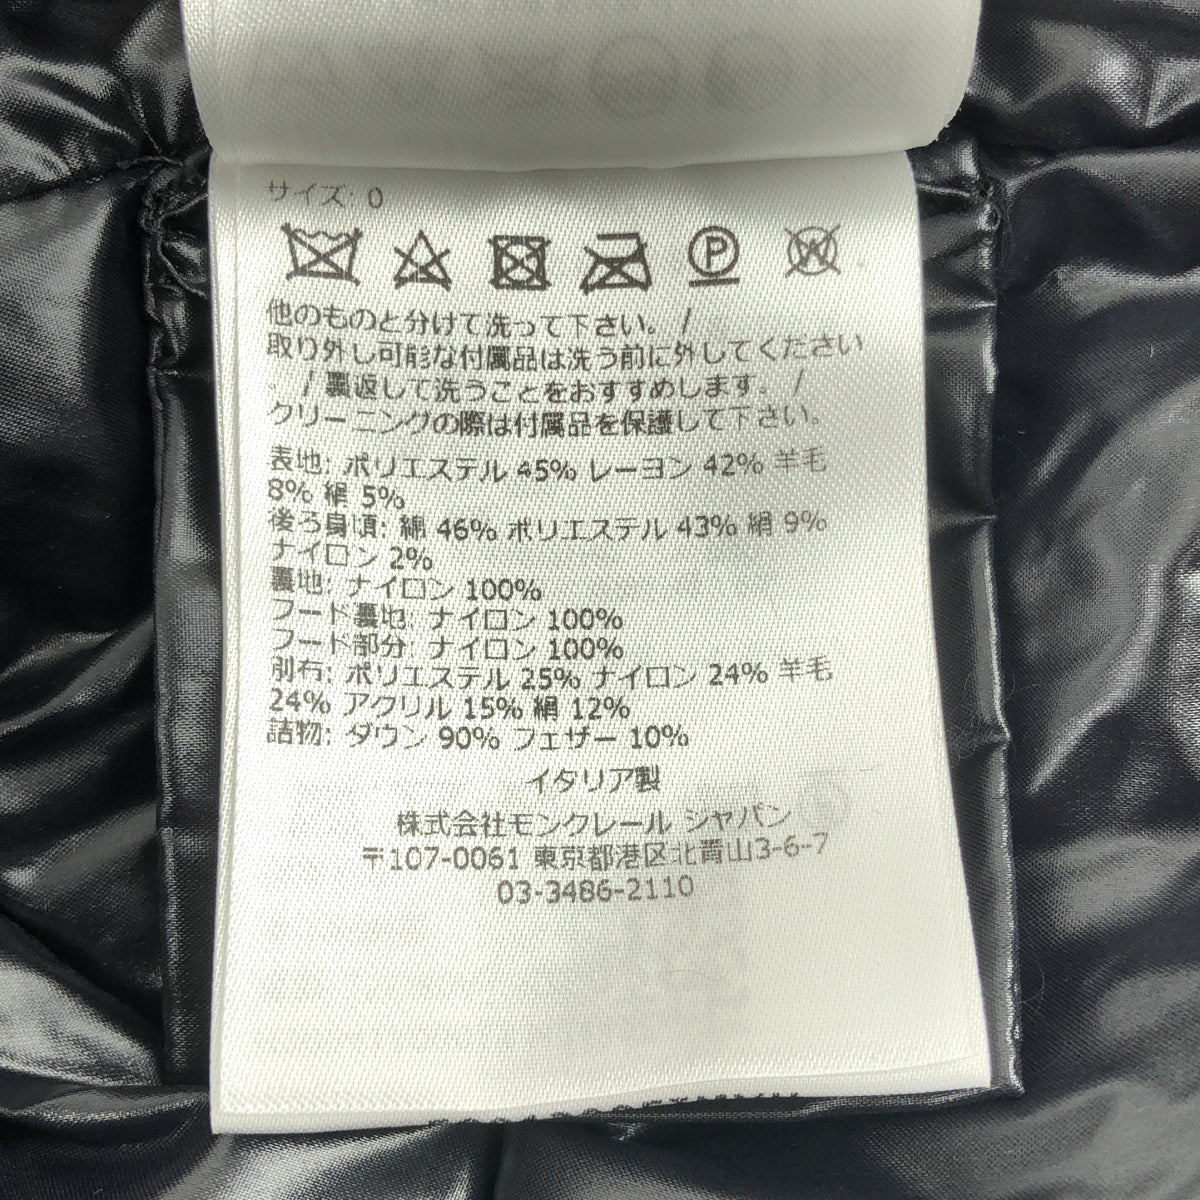 サイズ: 0
P
W
他のものと分けて洗って下さい。 /
取り外し可能な付属品は洗う前に外してください
。 / 裏返して洗うことをおすすめします。 /
クリーニングの際は付属品を保護して下さい。
表地: ポリエステル 45% レーヨン 42% 羊毛
8% 絹 5%
後ろ身頃: 綿 46% ポリエステル 43% 絹 9%
ナイロン 2%
裏地: ナイロン 100%
フード裏地: ナイロン 100%
フード部分: ナイロン 100%
別布: ポリエステル 25% ナイロン 24% 羊毛
24% アクリル 15% 絹 12%
詰物: ダウン 90% フェザー 10%
イタリア製
株式会社モンクレール ジャパン
〒107-0061 東京都港区北青山3-6-7
03-3486-2110